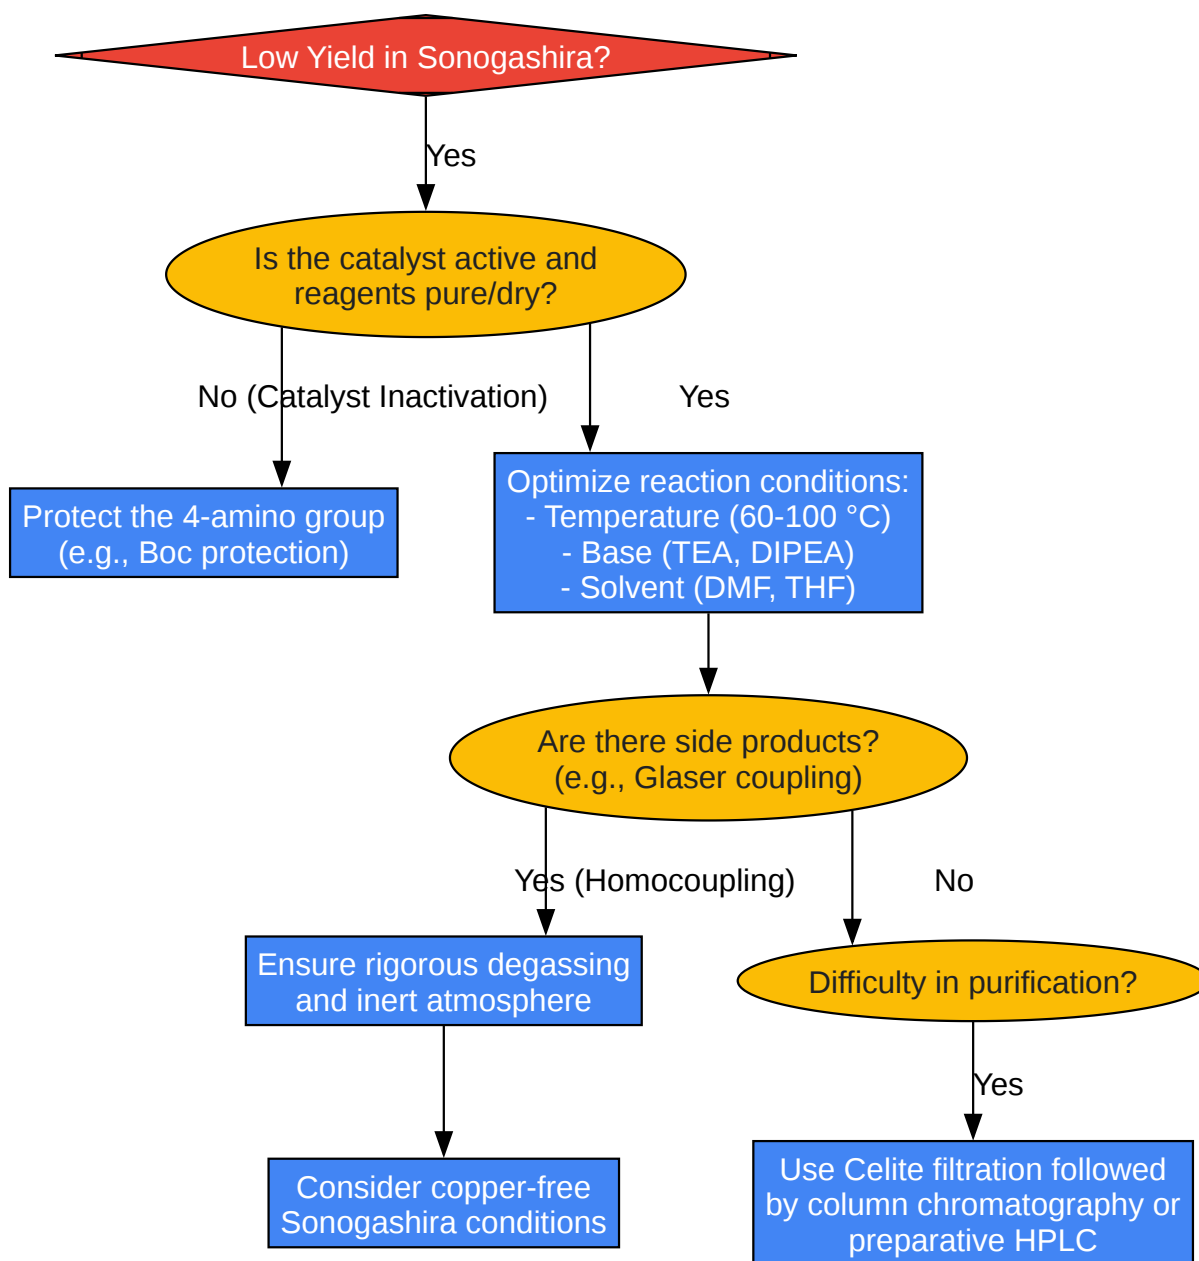 Low Yield in Sonogashira?
Yes
Is the catalyst active and
reagents pure/dry?
No (Catalyst Inactivation)
Yes
Protect the 4-amino group
(e.g., Boc protection)
Optimize reaction conditions:
- Temperature (60-100 °C)
- Base (TEA, DIPEA)
- Solvent (DMF, THF)
Are there side products?
(e.g., Glaser coupling)
Yes (Homocoupling)
No
Ensure rigorous degassing
and inert atmosphere
Difficulty in purification?
Yes
Consider copper-free
Sonogashira conditions
Use Celite filtration followed
by column chromatography or
preparative HPLC